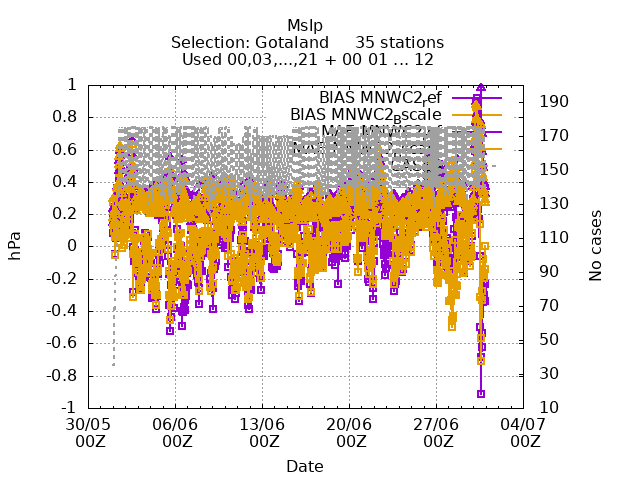 Mslp
Selection: Gotaland 35 stations
Used 00,03,...,21 + 00 01 ... 12
BIAS MNWC2_ref
BIAS MNWC2_Bscale
1
0.8
0.6
0.4
0.2
0
-0.2
-0.4
-0.6
-0.8
-1
hPa
190
170
150
130
110
90
70
50
30
10
No cases
30/05 06/06 13/06 20/06 27/06 04/07
00Z 00Z 00Z 00Z 00Z 00Z
Date